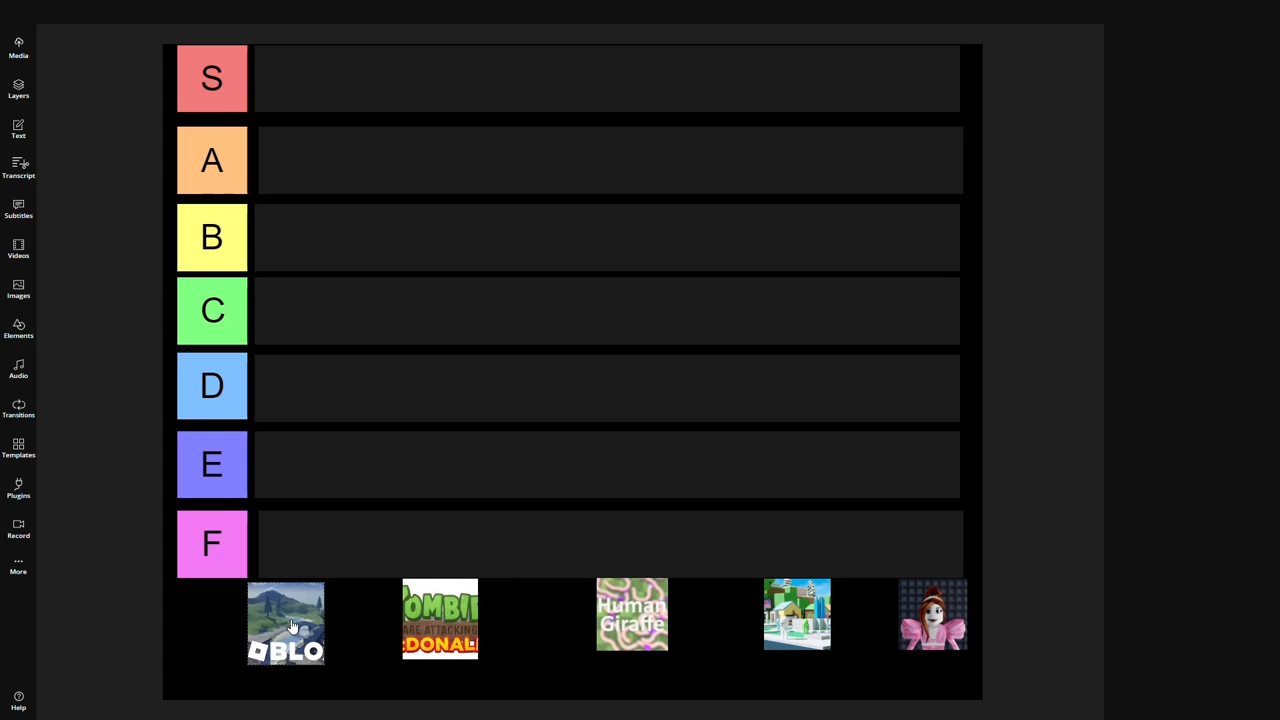 Media
Layers
Text
Transcript
Subtitles
Videos
Images
Elements
Audio
Transitions
Templates
Plugins
Record
More
Help
S
A
B
C
D
E
F
BLO
ZOMBIE
ARE ATTACKING
DONAL
Human
Giraffe